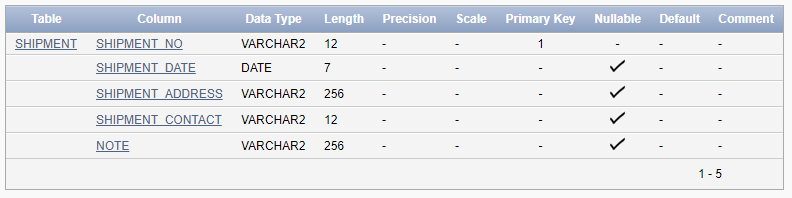 Table Column Data Type Length Precision Scale Primary Key Nullable Default Comment
SHIPMENT SHIPMENT_NO VARCHAR2 12 - - 1 - - -
SHIPMENT_DATE DATE 7 - - - ✓ - -
SHIPMENT_ADDRESS VARCHAR2 256 - - - ✓ - -
SHIPMENT_CONTACT VARCHAR2 12 - - - ✓ - -
NOTE VARCHAR2 256 - - - ✓ - -
1 - 5